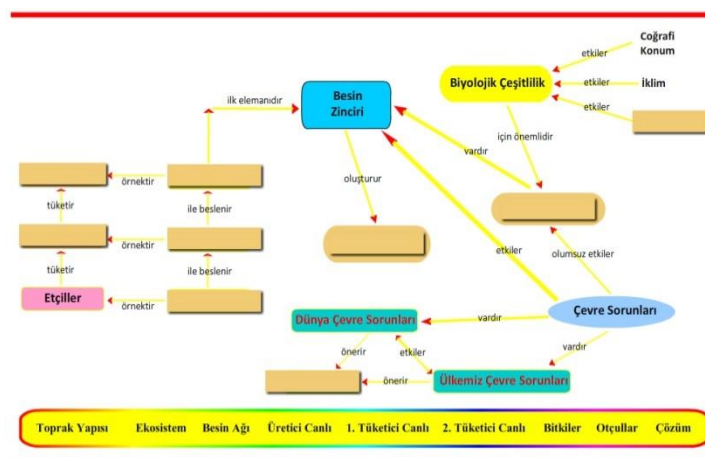 Coğrafi
Konum
etkiler
Biyolojik Çeşitlilik
etkiler
İklim
etkiler
ilk elemanıdır
Besin
Zinciri
için önemlidir
vardır
örnektir
oluşturur
tüketir
ile beslenir
örnektir
etkiler
olumsuz etkiler
tüketir
ile beslenir
Etçiller
örnektir
Çevre Sorunları
Dünya Çevre Sorunları
vardır
önerir
etkiler
vardır
önerir
Ülkemiz Çevre Sorunları
Toprak Yapısı Ekosistem Besin Ağı Üretici Canlı 1. Tüketici Canlı 2. Tüketici Canlı Bitkiler Otçullar Çözüm